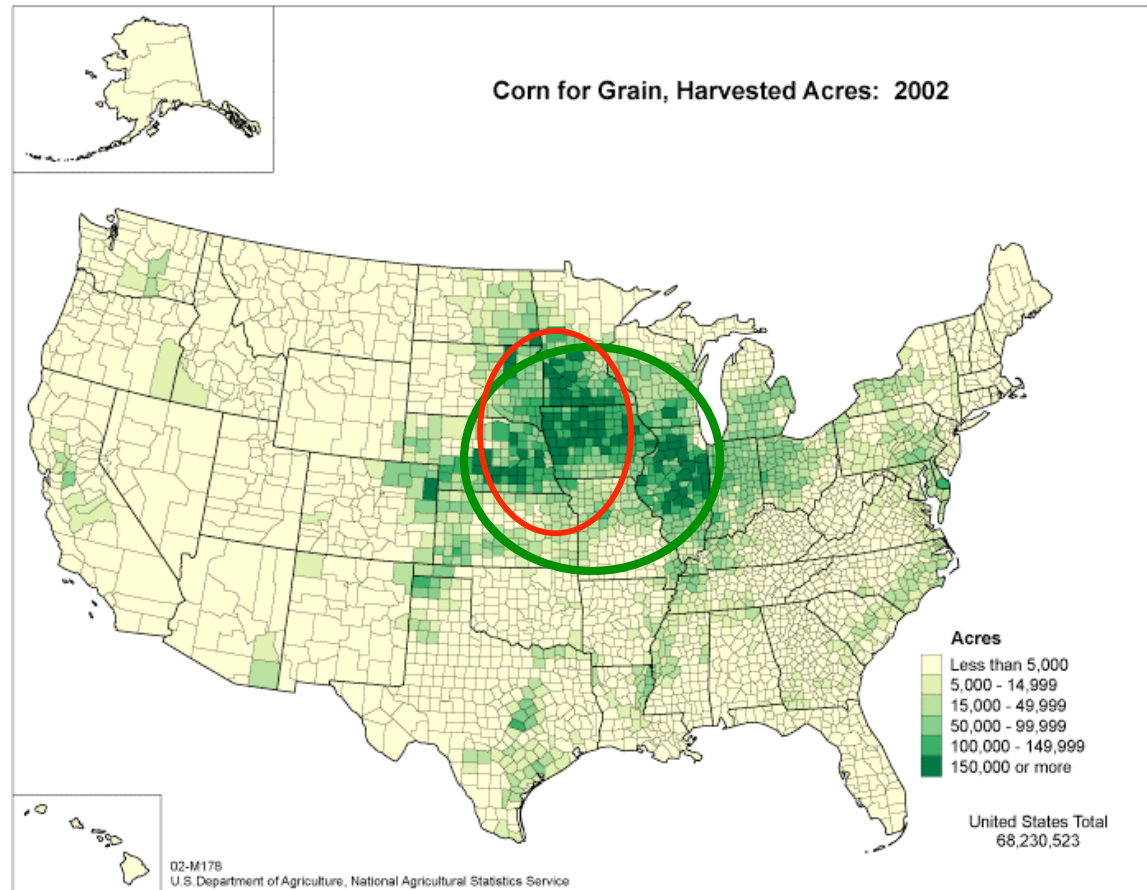 Corn for Grain, Harvested Acres: 2002
Acres
Less than 5,000
5,000 - 14,999
15,000 - 49,999
50,000 - 99,999
100,000 - 149,999
150,000 or more
United States Total
68,230,523
02-M178
U.S.Department of Agriculture, National Agricultural Statistics Service